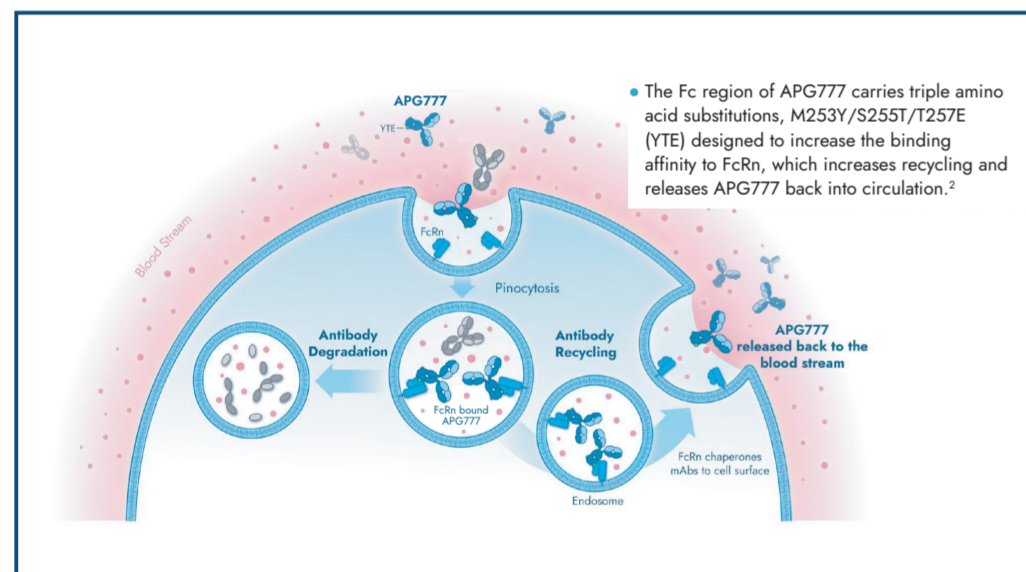 APG777
YTE
● The Fc region of APG777 carries triple amino
acid substitutions, M253Y/S255T/T257E
(YTE) designed to increase the binding
affinity to FcRn, which increases recycling and
releases APG777 back into circulation.²
Blood Stream
FcRn
Pinocytosis
Antibody
Degradation
Antibody
Recycling
APG777
released back to the
blood stream
FcRn bound
APG777
FcRn chaperones
mAbs to cell surface
Endosome